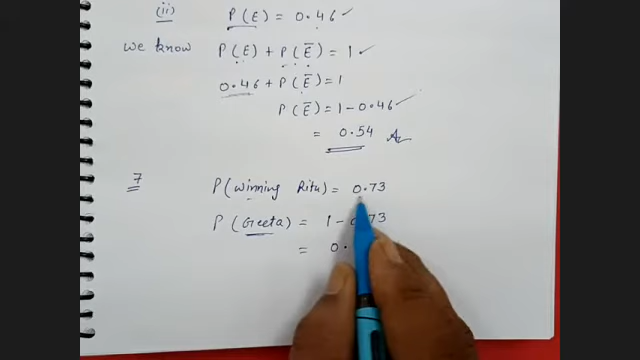 (ii) P(E) = 0.46 ✓
we know P(E) + P(E̅) = 1 ✓
0.46 + P(E̅) = 1
P(E̅) = 1 - 0.46 ✓
= 0.54 A
7 P(winning Ritu) = 0.73
P(Geeta) = 1 - 0.73
= 0.